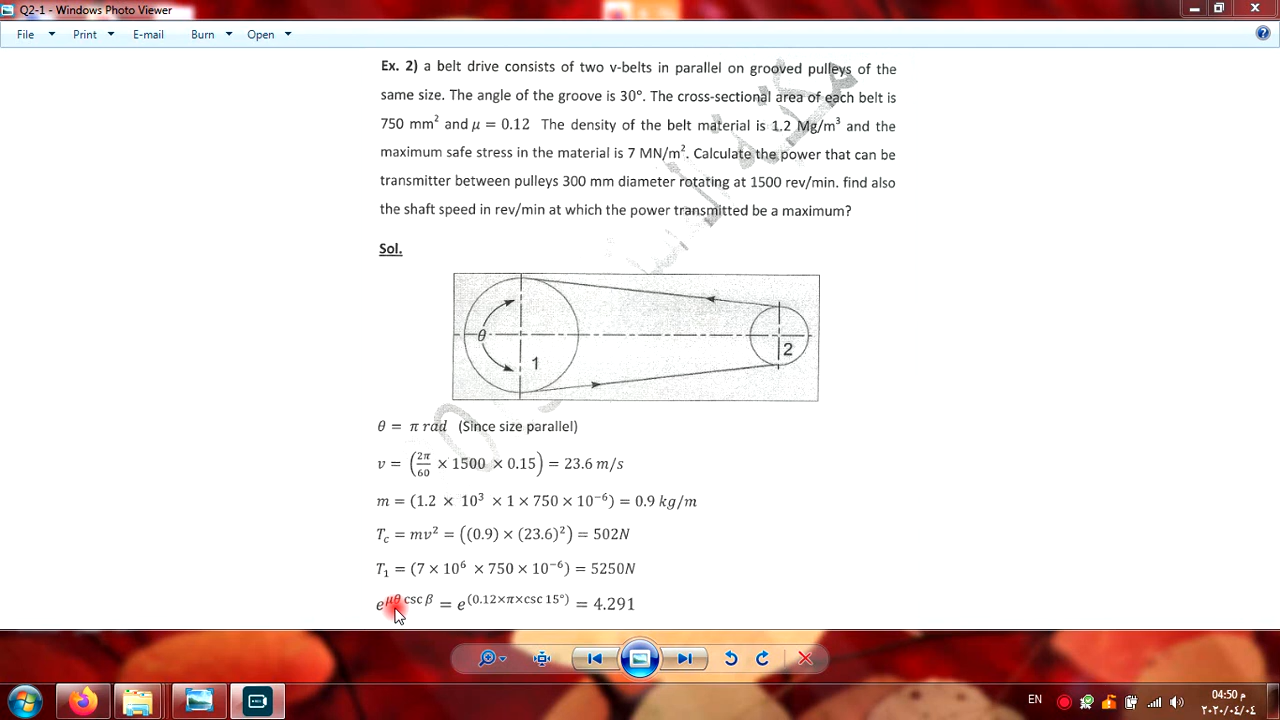 Q2-1 - Windows Photo Viewer
File Print E-mail Burn Open
Ex. 2) a belt drive consists of two v-belts in parallel on grooved pulleys of the
same size. The angle of the groove is 30°. The cross-sectional area of each belt is
750 mm² and μ = 0.12 The density of the belt material is 1.2 Mg/m³ and the
maximum safe stress in the material is 7 MN/m². Calculate the power that can be
transmitter between pulleys 300 mm diameter rotating at 1500 rev/min. find also
the shaft speed in rev/min at which the power transmitted be a maximum?
Sol.
θ
1
2
θ = π rad (Since size parallel)
v = (2π/60 × 1500 × 0.15) = 23.6 m/s
m = (1.2 × 10³ × 1 × 750 × 10⁻⁶) = 0.9 kg/m
T_c = mv² = ((0.9) × (23.6)²) = 502N
T₁ = (7 × 10⁶ × 750 × 10⁻⁶) = 5250N
e^(μθ csc β) = e^(0.12×π×csc 15°) = 4.291
EN
04:50 م
٢٠٢٠/٠٤/٠٤